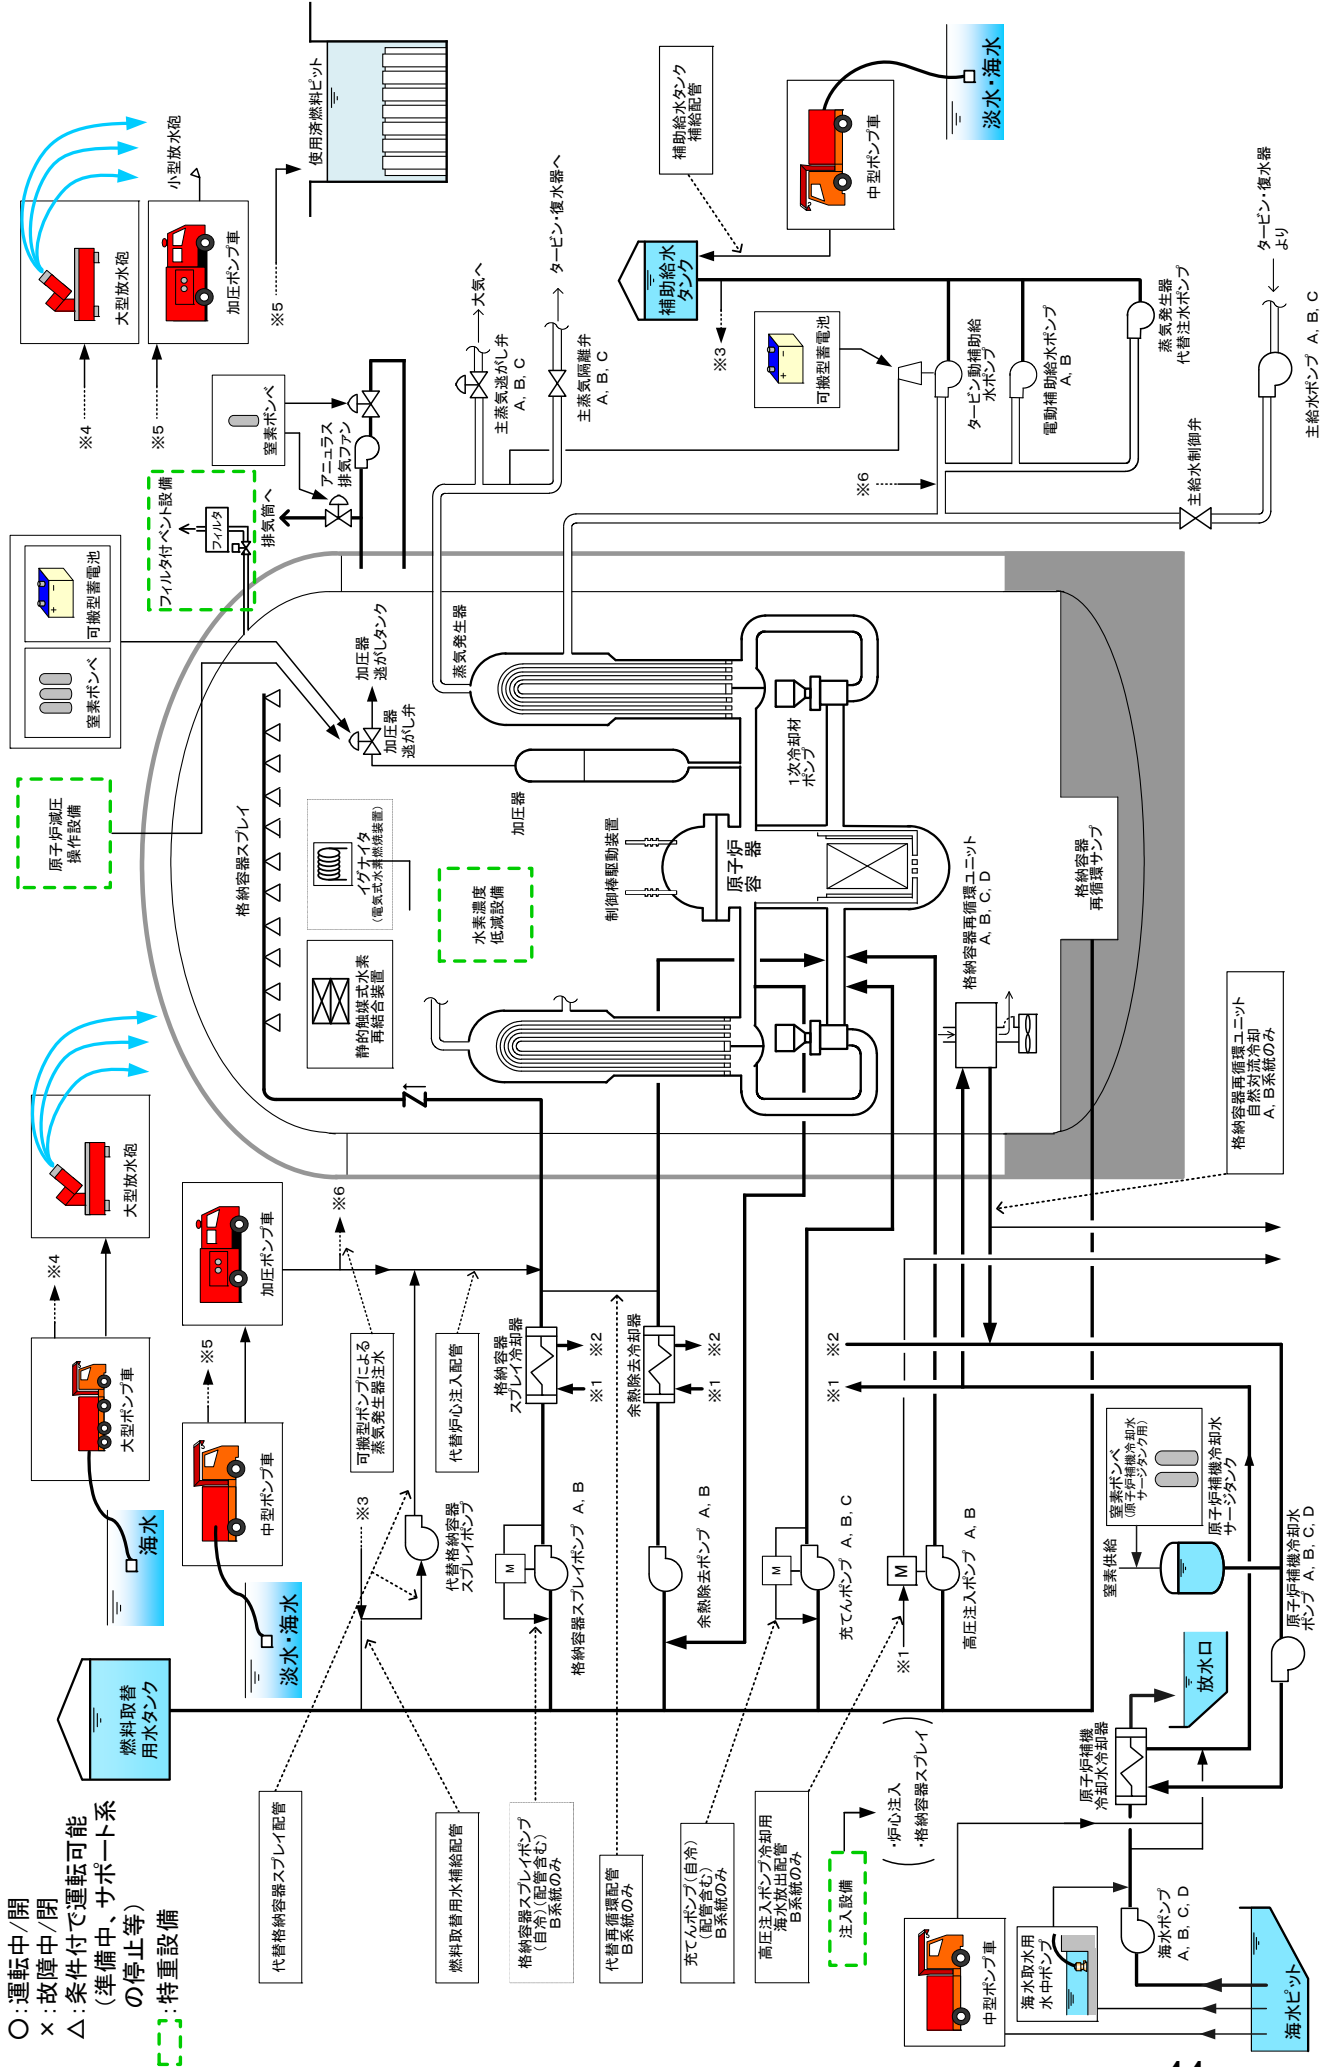 ○：運転中/開
×：故障中/閉
△：条件付で運転可能
（準備中、サポート系
の停止等）
：特重設備
燃料取替
用水タンク
海水
大型ポンプ車
※4
大型放水砲
淡水・海水
中型ポンプ車
※5
加圧ポンプ車
※6
原子炉減圧
操作設備
窒素ボンベ
可搬型蓄電池
フィルタ付ベント設備
フィルタ
排気筒へ
窒素ボンベ
アニュラス
排気ファン
※4
大型放水砲
※5
加圧ポンプ車
小型放水砲
※5
使用済燃料ピット
代替格納容器スプレイ配管
燃料取替用水補給配管
格納容器スプレイポンプ
（自冷）（配管含む）
B系統のみ
代替再循環配管
B系統のみ
充てんポンプ（自冷）
（配管含む）
B系統のみ
高圧注入ポンプ冷却用
海水放出配管
B系統のみ
注入設備
・炉心注入
・格納容器スプレイ
可搬型ポンプによる
蒸気発生器注水
代替炉心注入配管
※3
代替格納容器
スプレイポンプ
M
格納容器スプレイポンプ A, B
格納容器
スプレイ冷却器
※1
※2
余熱除去ポンプ A, B
余熱除去冷却器
※1
※2
M
充てんポンプ A, B, C
※1
※2
※1
M
高圧注入ポンプ A, B
格納容器スプレイ
静的触媒式水素
再結合装置
イグナイタ
（電気式水素燃焼装置）
水素濃度
低減設備
加圧器
逃がし弁
加圧器
逃がしタンク
加圧器
蒸気発生器
制御棒駆動装置
原子炉
容器
1次冷却材
ポンプ
格納容器再循環ユニット
A, B, C, D
格納容器
再循環サンプ
格納容器再循環ユニット
自然対流冷却
A, B系統のみ
主蒸気逃がし弁
A, B, C
大気へ
主蒸気隔離弁
A, B, C
タービン・復水器へ
補助給水
タンク
補助給水タンク
補給配管
※3
中型ポンプ車
淡水・海水
可搬型蓄電池
タービン動補助給
水ポンプ
電動補助給水ポンプ
A, B
※6
蒸気発生器
代替注水ポンプ
主給水制御弁
主給水ポンプ A, B, C
タービン・復水器
より
中型ポンプ車
海水取水用
水中ポンプ
海水ポンプ
A, B, C, D
海水ピット
原子炉補機
冷却水冷却器
放水口
窒素供給
窒素ボンベ
（原子炉補機冷却水
サージタンク用）
原子炉補機冷却水
サージタンク
原子炉補機冷却水
ポンプ A, B, C, D